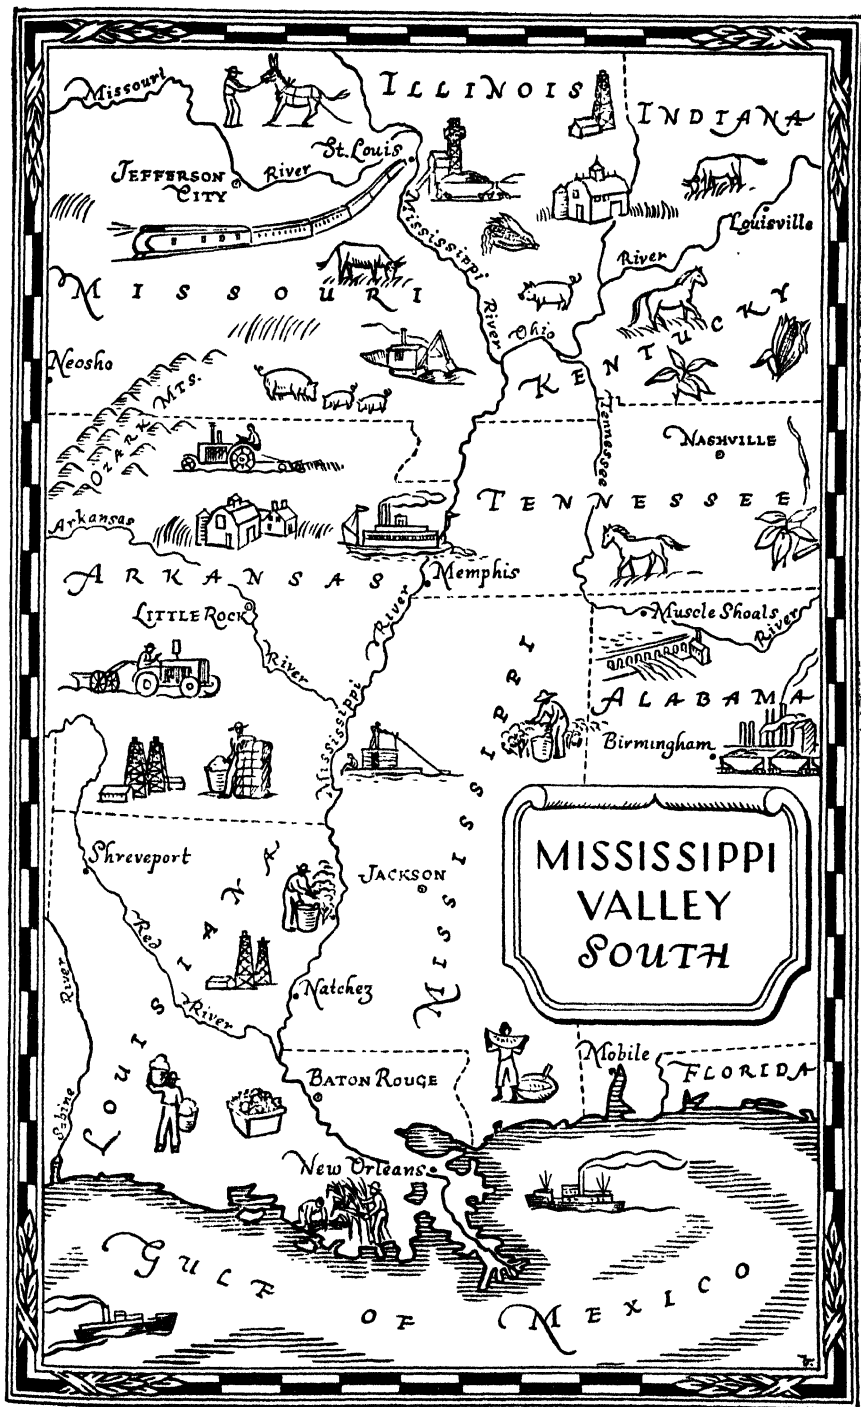 Missouri
ILLINOIS
INDIANA
St. Louis
JEFFERSON
CITY
River
Mississippi
River
Louisville
River
MISSOURI
Ohio
KENTUCKY
Neosho
OZARK MTS.
Tennessee
NASHVILLE
TENNESSEE
Arkansas
ARKANSAS
Memphis
LITTLE ROCK
River
Muscle Shoals
River
River
Mississippi
ALABAMA
Birmingham
MISSISSIPPI
MISSISSIPPI
VALLEY
SOUTH
Shreveport
JACKSON
LOUISIANA
Red
River
Natchez
River
Sabine
BATON ROUGE
Mobile
FLORIDA
New Orleans
GULF
OF MEXICO